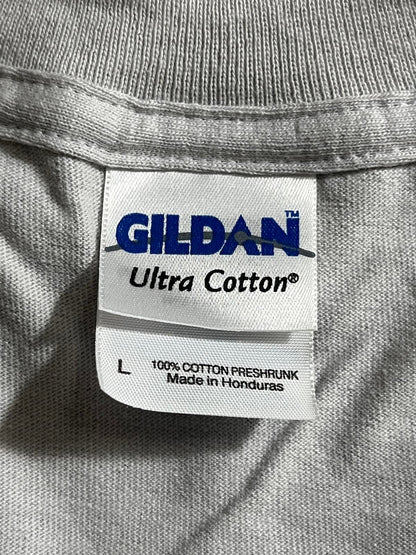 GILDAN™
Ultra Cotton®
L
100% COTTON PRESHRUNK
Made in Honduras